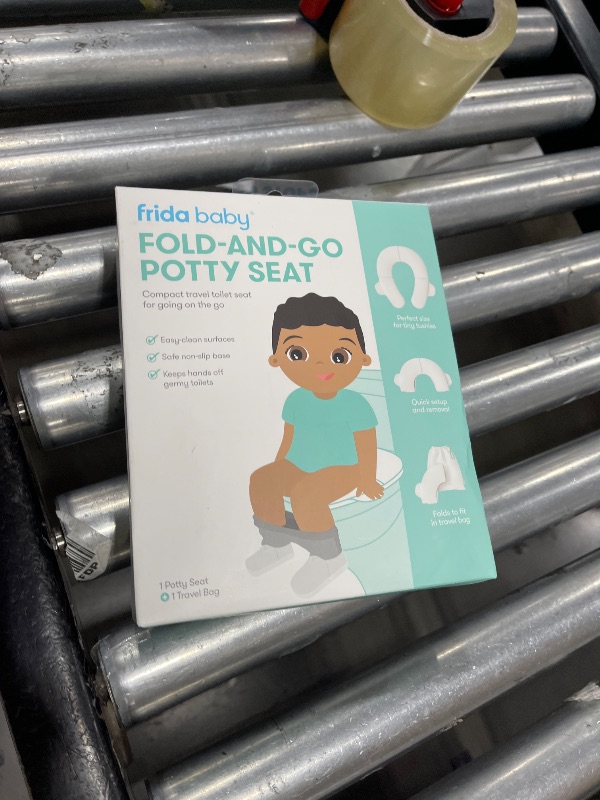 frida baby®
FOLD-AND-GO
POTTY SEAT
Compact travel toilet seat
for going on the go
Easy-clean surfaces
Safe non-slip base
Keeps hands off
germy toilets
Perfect size
for tiny tushies
Quick setup
and removal
Folds to fit
in travel bag
1 Potty Seat
+ 1 Travel Bag
FDP